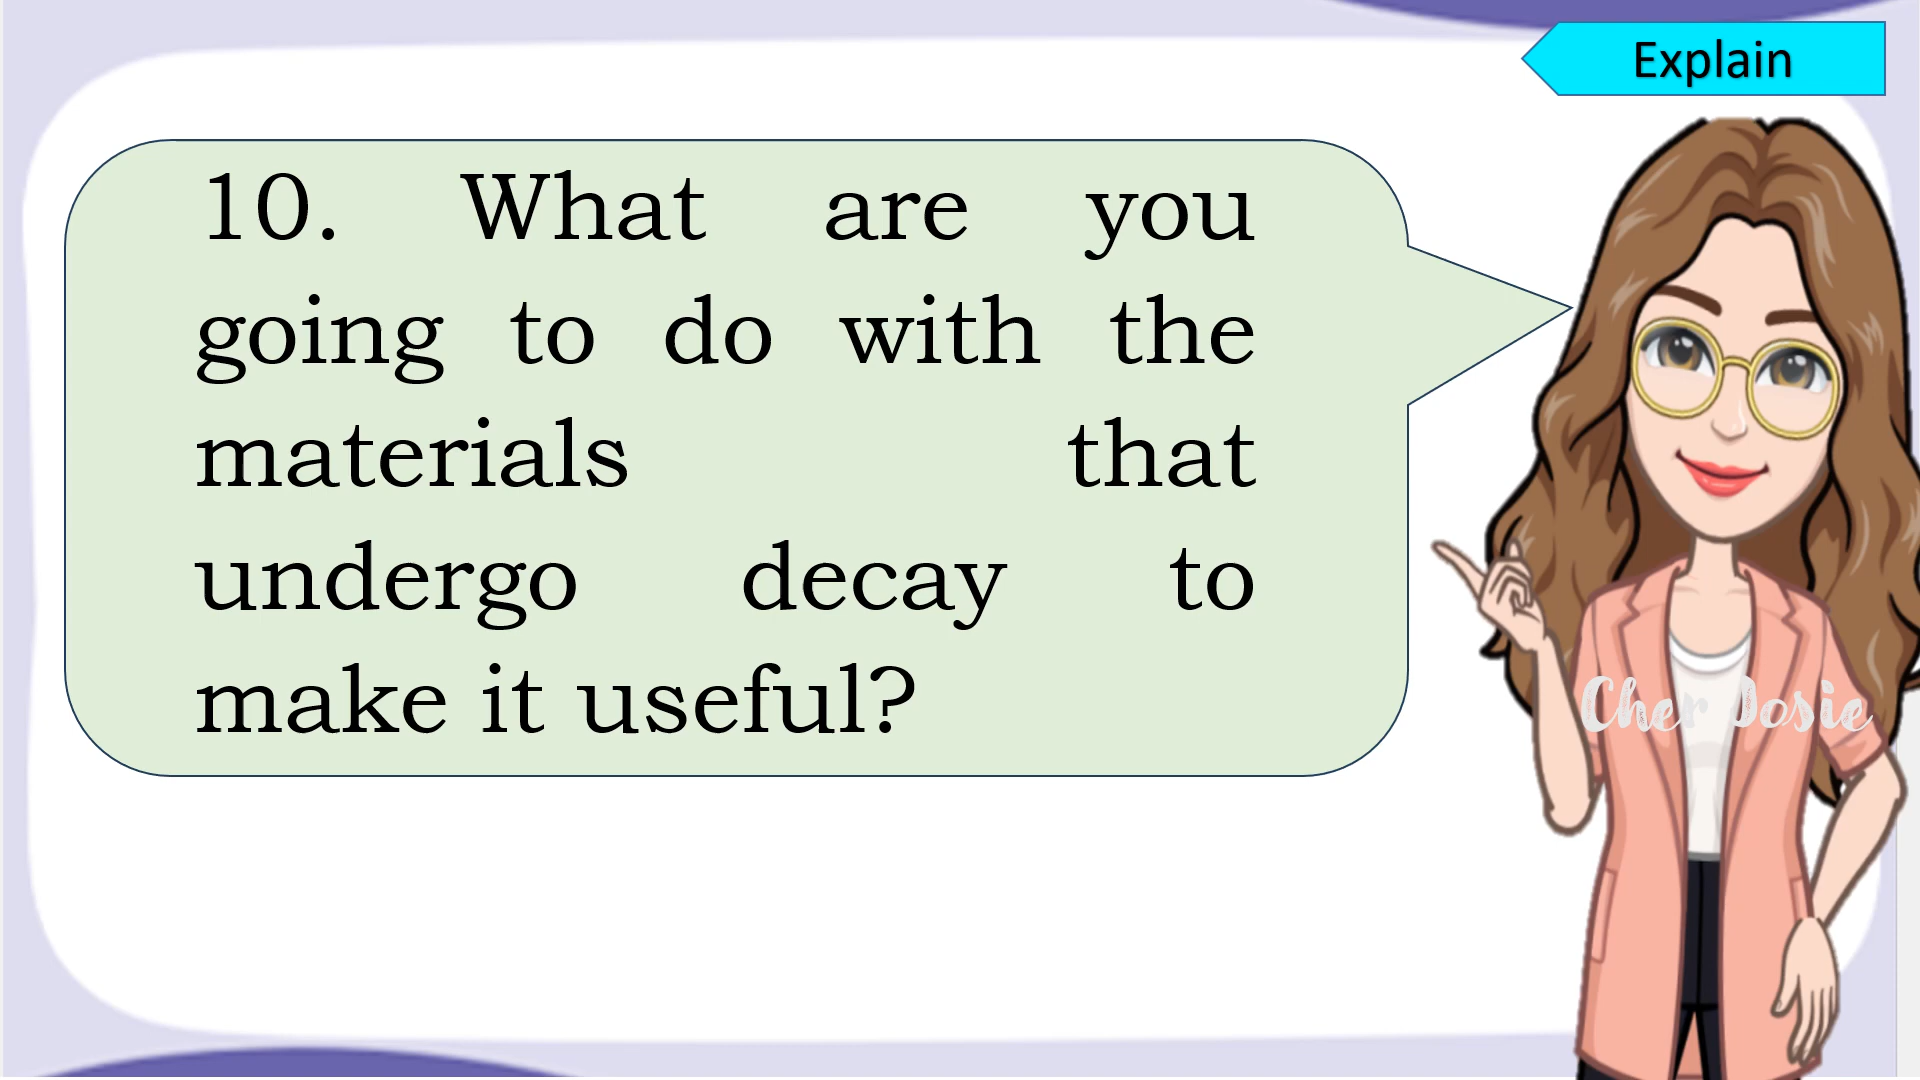 Explain
10. What are you
going to do with the
materials that
undergo decay to
make it useful?
Cher Josie